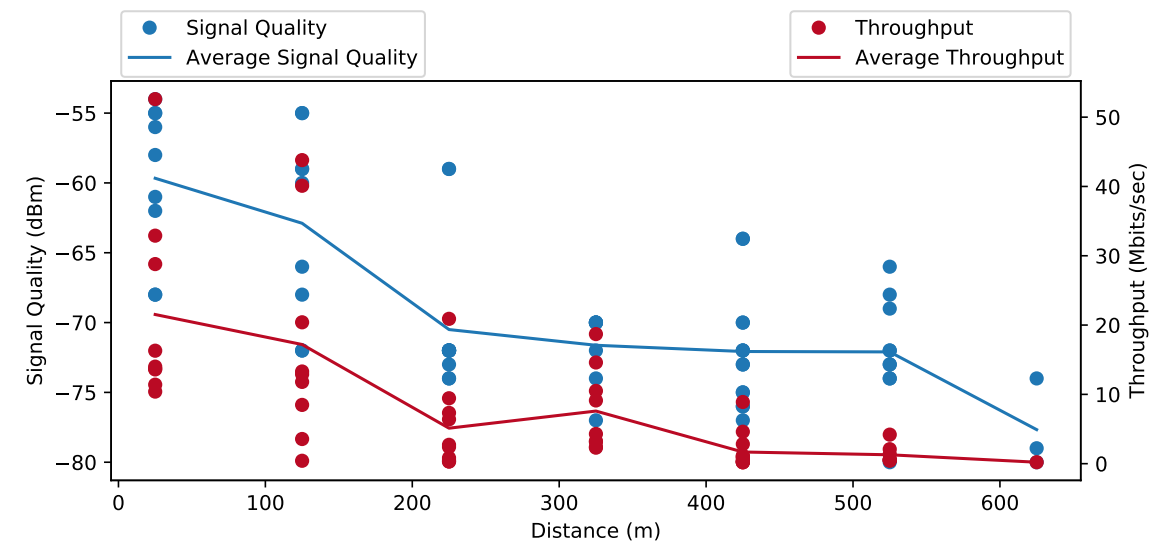 Signal Quality
Average Signal Quality
Throughput
Average Throughput
Signal Quality (dBm)
−55
−60
−65
−70
−75
−80
50
40
30
20
10
0
Throughput (Mbits/sec)
0 100 200 300 400 500 600
Distance (m)